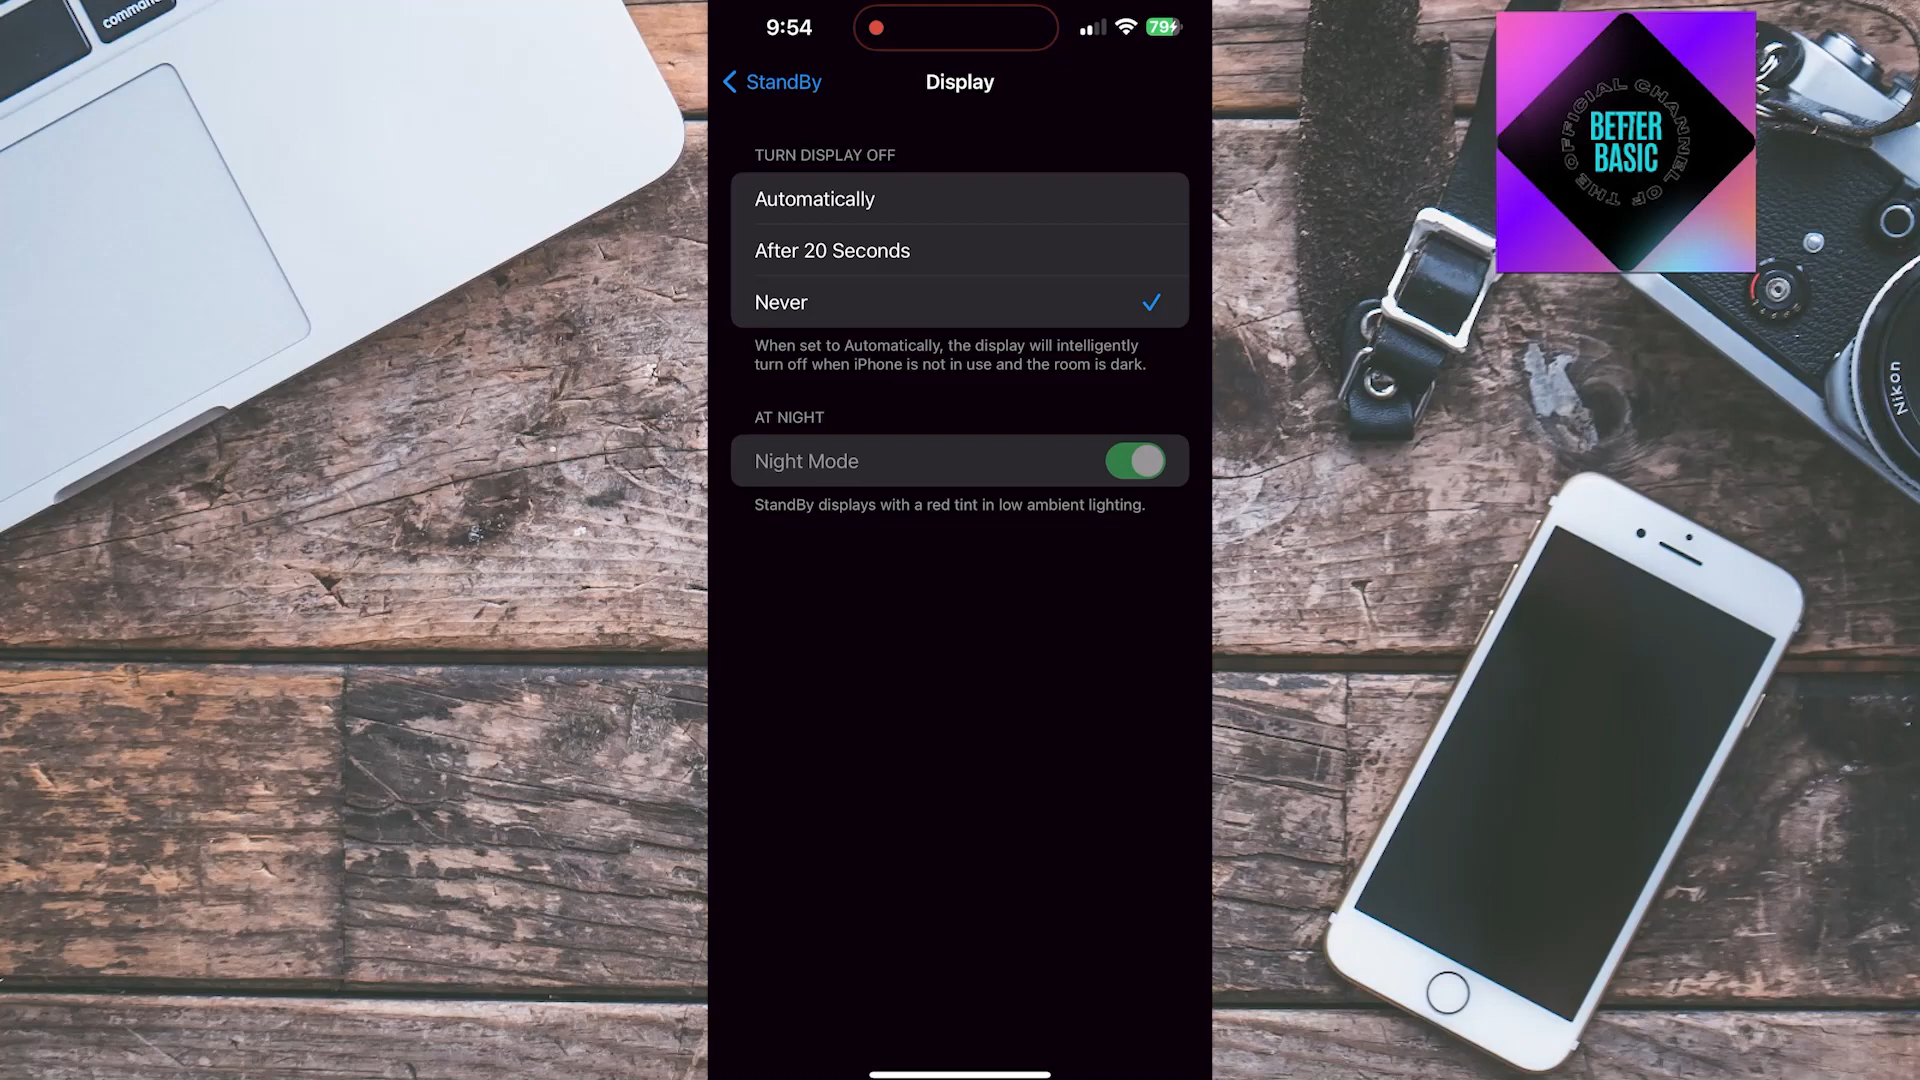 command
9:54
79
StandBy
Display
TURN DISPLAY OFF
Automatically
After 20 Seconds
Never
When set to Automatically, the display will intelligently
turn off when iPhone is not in use and the room is dark.
AT NIGHT
Night Mode
StandBy displays with a red tint in low ambient lighting.
THE OFFICIAL CHANNEL OF
BETTER
BASIC
Nikon